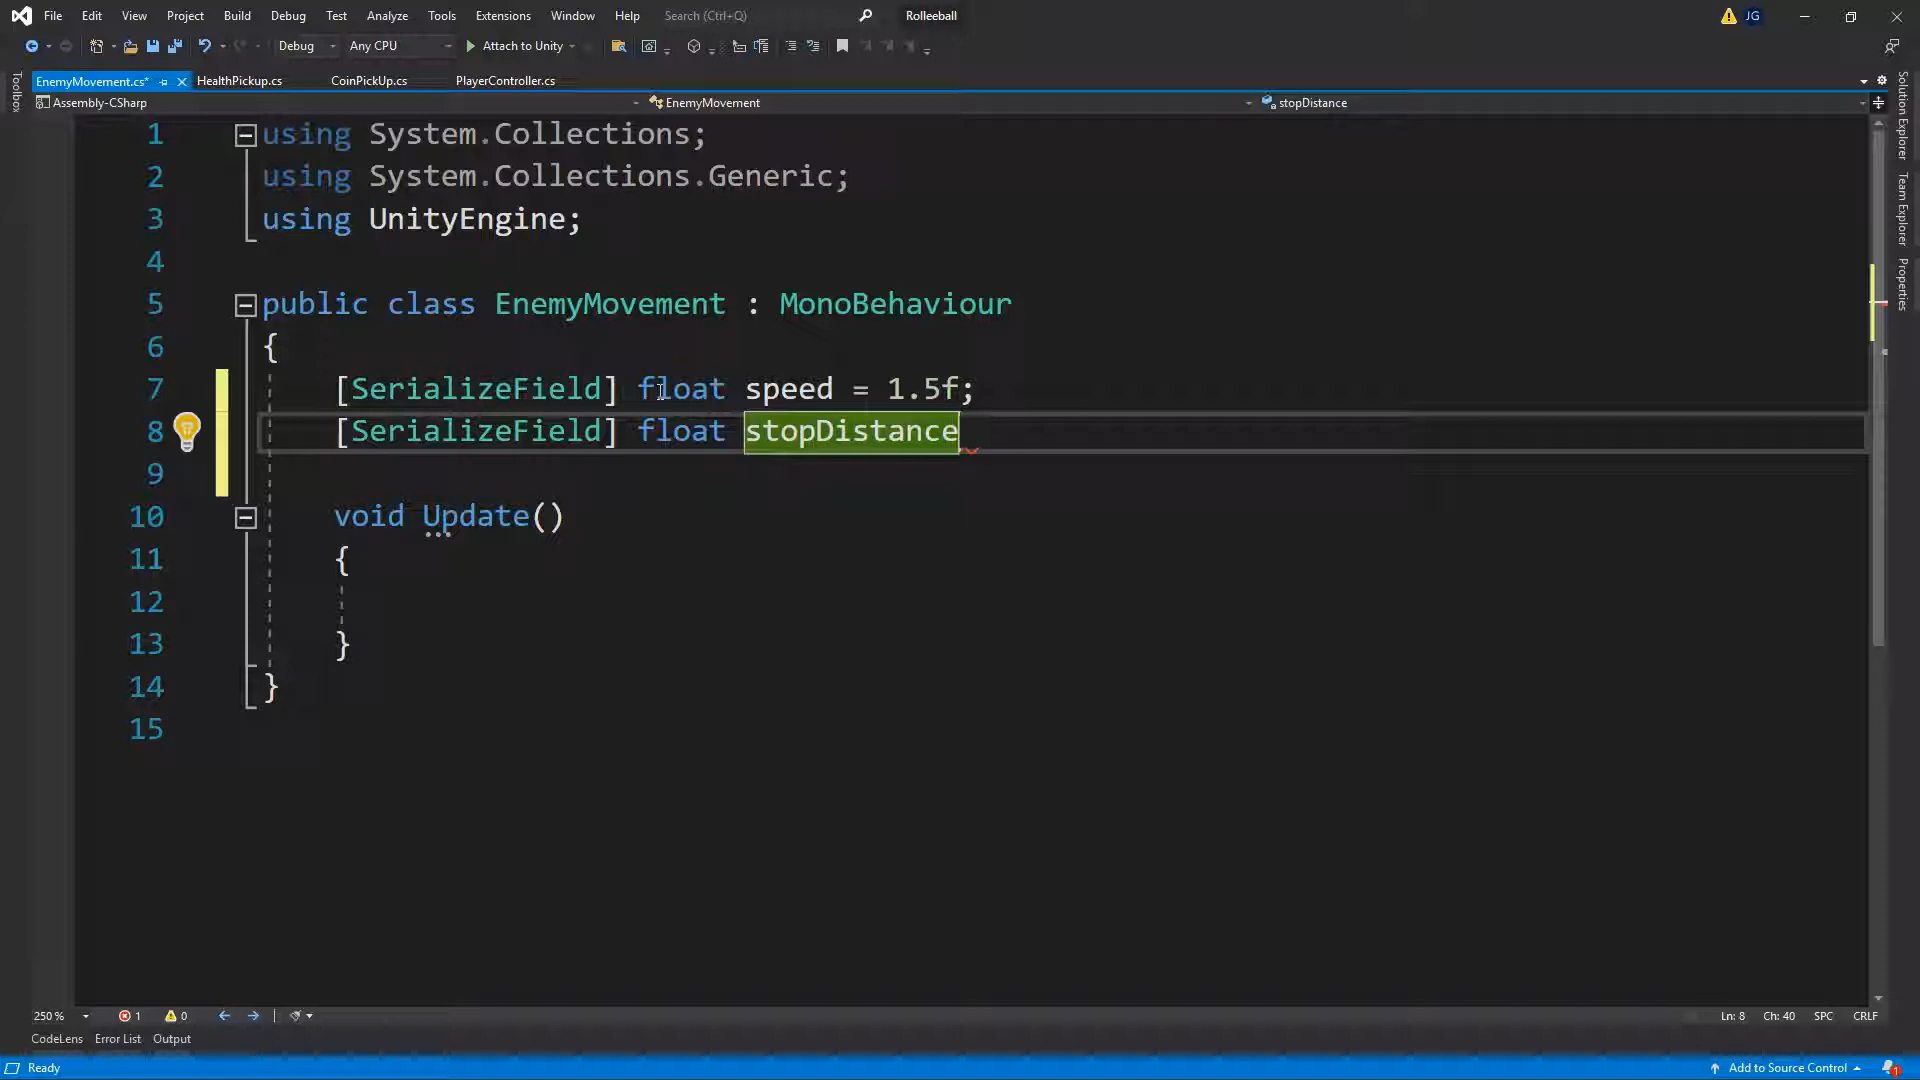 File Edit View Project Build Debug Test Analyze Tools Extensions Window Help Search (Ctrl+Q) Rolleeball JG
Debug Any CPU Attach to Unity
EnemyMovement.cs* HealthPickup.cs CoinPickUp.cs PlayerController.cs
Assembly-CSharp EnemyMovement stopDistance
Toolbox
Solution Explorer
Team Explorer
Properties
1 using System.Collections;
2 using System.Collections.Generic;
3 using UnityEngine;
4
5 public class EnemyMovement : MonoBehaviour
6 {
7 [SerializeField] float speed = 1.5f;
8 [SerializeField] float stopDistance
9
10 void Update()
11 {
12
13 }
14 }
15
250 % 1 0 Ln: 8 Ch: 40 SPC CRLF
CodeLens Error List Output
Ready Add to Source Control 1